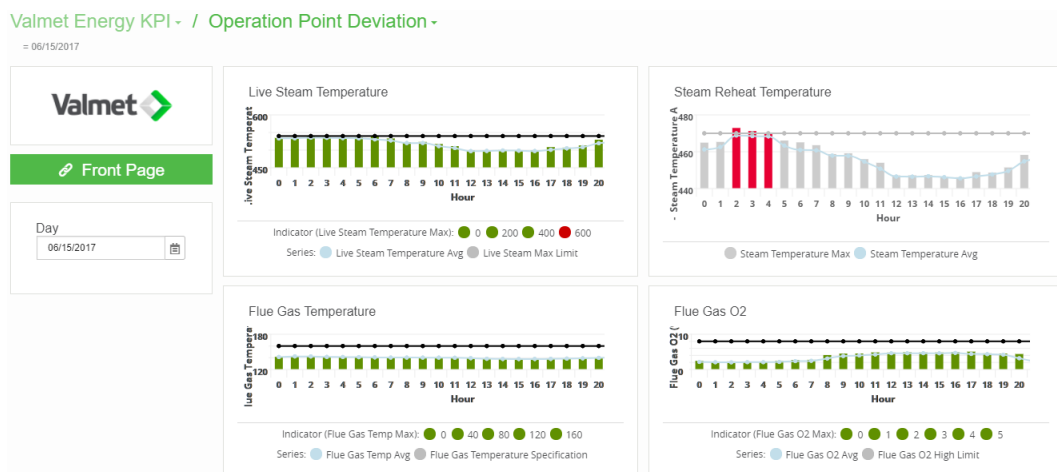 Valmet Energy KPI / Operation Point Deviation
= 06/15/2017
Valmet
Front Page
Day
06/15/2017
Live Steam Temperature
600
450
0 1 2 3 4 5 6 7 8 9 10 11 12 13 14 15 16 17 18 19 20
Hour
Indicator (Live Steam Temperature Max): 0 200 400 600
Series: Live Steam Temperature Avg Live Steam Max Limit
Steam Reheat Temperature
- Steam Temperature A
480
460
440
0 1 2 3 4 5 6 7 8 9 10 11 12 13 14 15 16 17 18 19 20
Hour
Steam Temperature Max Steam Temperature Avg
Flue Gas Temperature
180
120
0 1 2 3 4 5 6 7 8 9 10 11 12 13 14 15 16 17 18 19 20
Hour
Indicator (Flue Gas Temp Max): 0 40 80 120 160
Series: Flue Gas Temp Avg Flue Gas Temperature Specification
Flue Gas O2
Flue Gas O2 (
10
0
0 1 2 3 4 5 6 7 8 9 10 11 12 13 14 15 16 17 18 19 20
Hour
Indicator (Flue Gas O2 Max): 0 1 2 3 4 5
Series: Flue Gas O2 Avg Flue Gas O2 High Limit